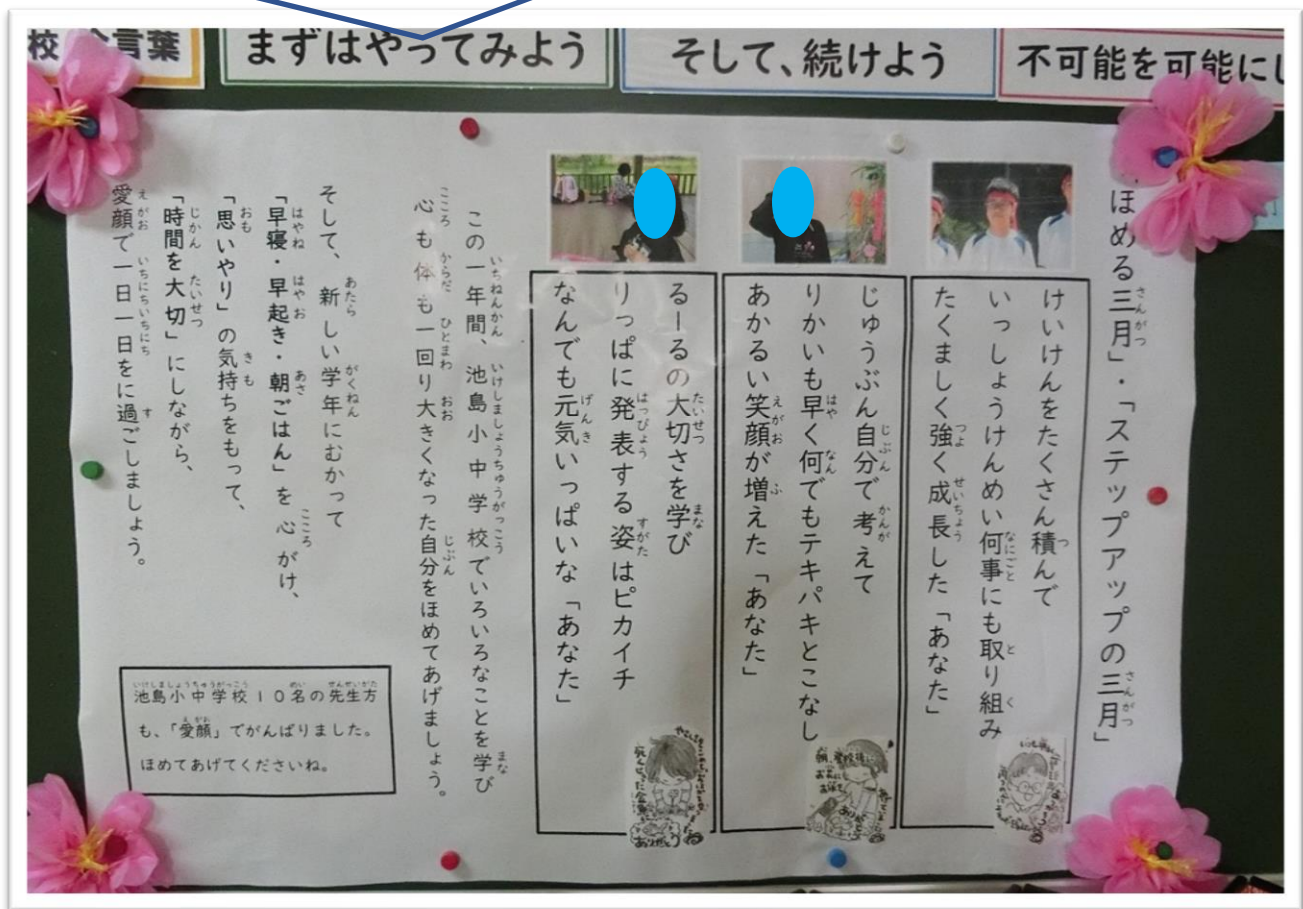 校 言葉
まずはやってみよう
そして、続けよう
不可能を可能にし
ほめる三月」・「ステップアップの三月」
けいけんをたくさん積んで
いっしょうけんめい何事にも取り組み
たくましく強く成長した「あなた」
じゅうぶん自分で考えて
りかいも早く何でもテキパキとこなし
あかるい笑顔が増えた「あなた」
るーるの大切さを学び
りっぱに発表する姿はピカイチ
なんでも元気いっぱいな「あなた」
この一年間、池島小中学校でいろいろなことを学び
心も体も一回り大きくなった自分をほめてあげましょう。
そして、新しい学年にむかって
「早寝・早起き・朝ごはん」を心がけ、
「思いやり」の気持ちをもって、
「時間を大切」にしながら、
愛顔で一日一日をに過ごしましょう。
池島小中学校10名の先生方
も、「愛顔」でがんばりました。
ほめてあげてくださいね。